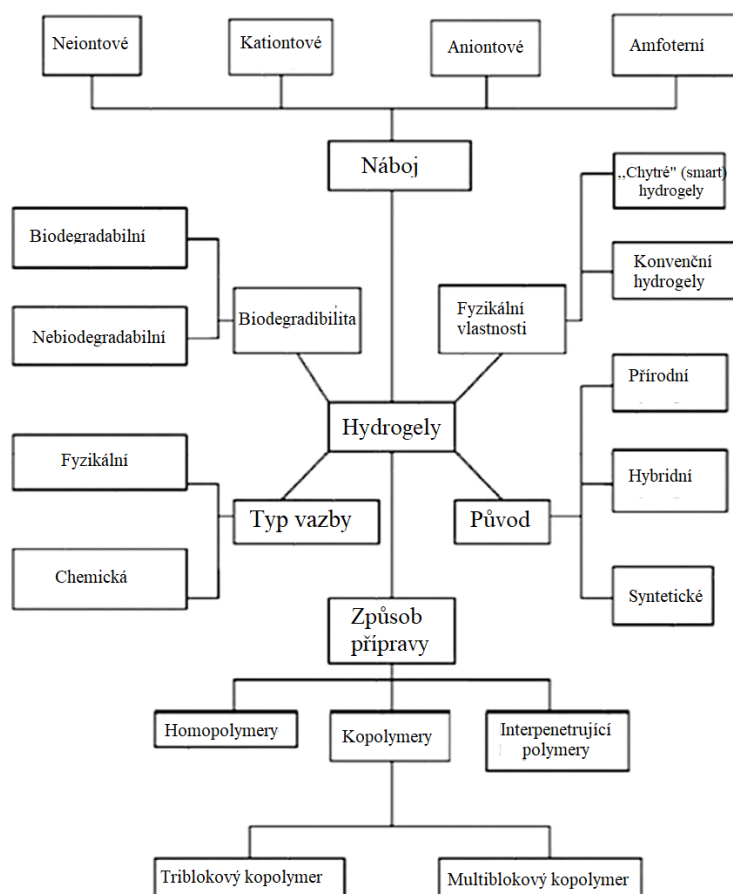 Neiontové
Kationtové
Aniontové
Amfoterní
Náboj
,,Chytré" (smart)
hydrogely
Biodegradabilní
Konvenční
hydrogely
Biodegradibilita
Fyzikální
vlastnosti
Nebiodegradabilní
Přírodní
Hydrogely
Fyzikální
Hybridní
Typ vazby
Původ
Chemická
Syntetické
Způsob
přípravy
Homopolymery
Kopolymery
Interpenetrující
polymery
Triblokový kopolymer
Multiblokový kopolymer